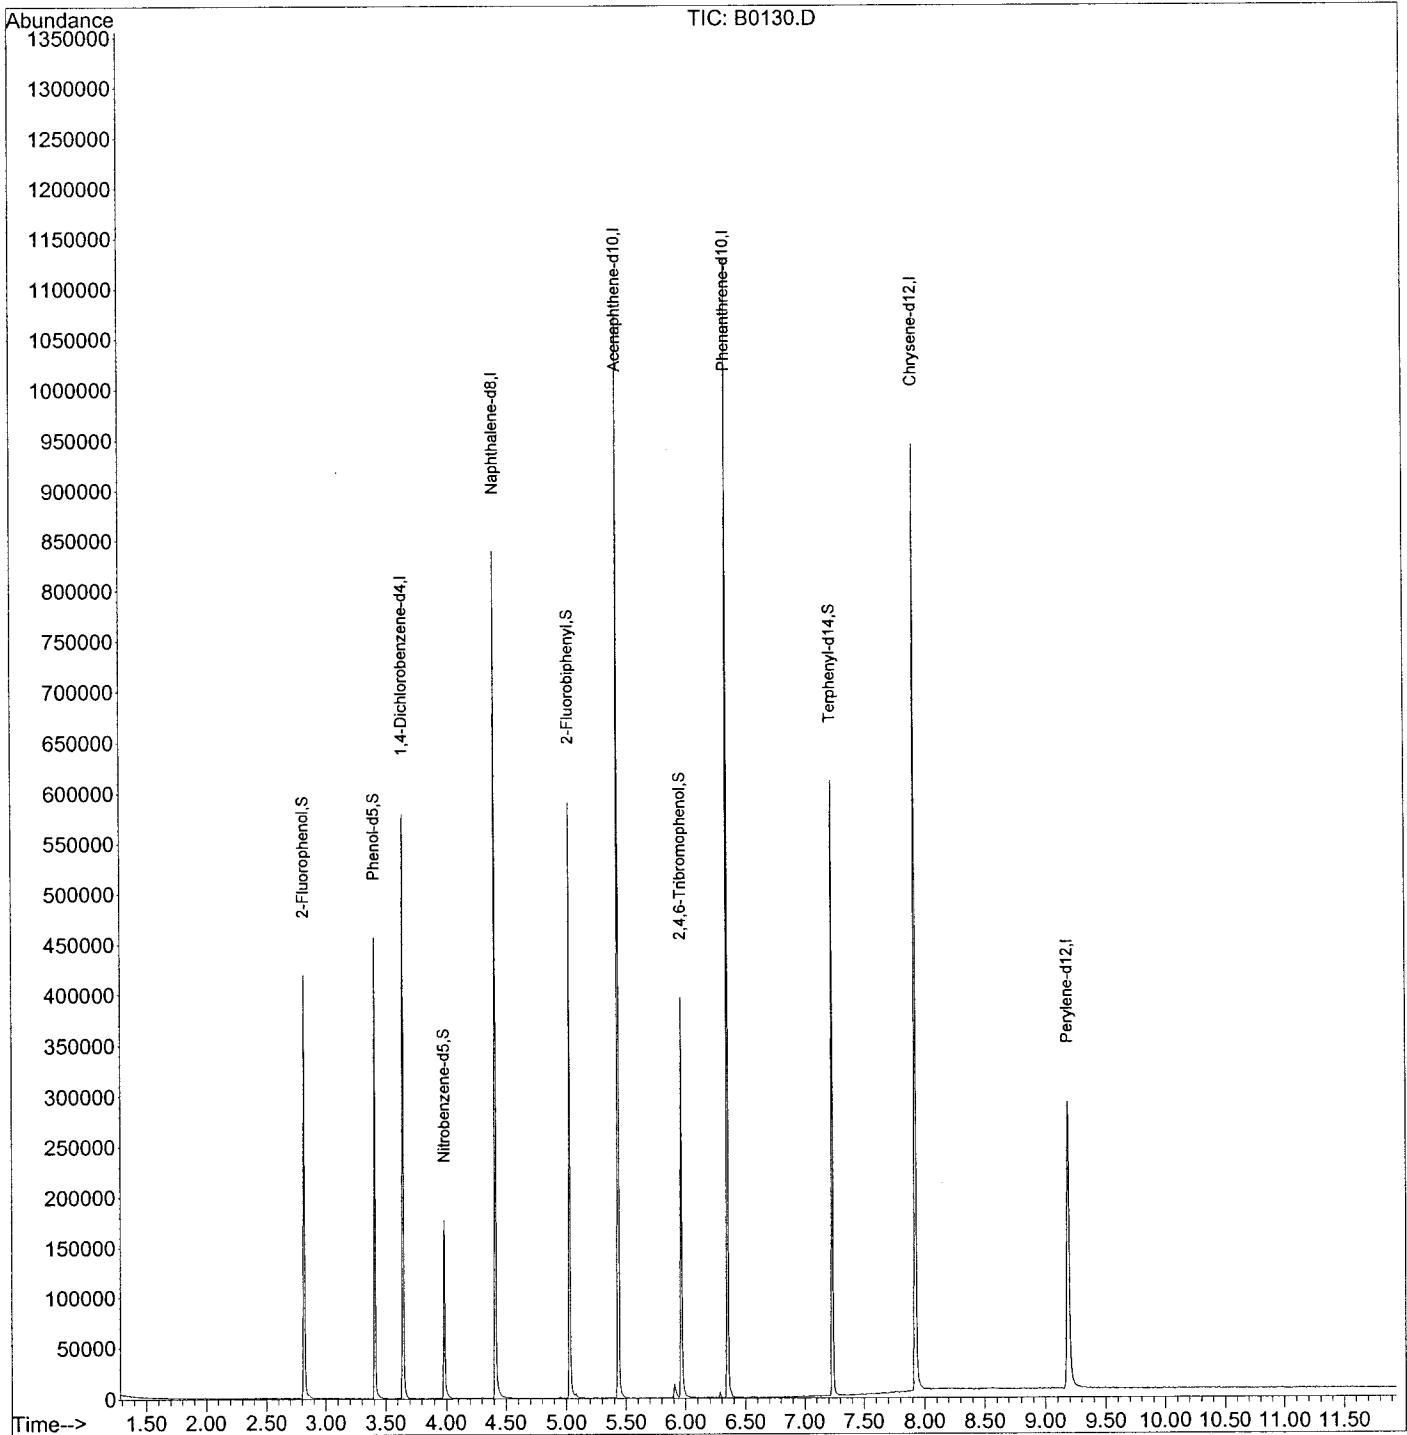 Abundance
TIC: B0130.D
1350000
1300000
1250000
1200000
1150000
1100000
1050000
1000000
950000
900000
850000
800000
750000
700000
650000
600000
550000
500000
450000
400000
350000
300000
250000
200000
150000
100000
50000
0
2-Fluorophenol,S
Phenol-d5,S
1,4-Dichlorobenzene-d4,I
Nitrobenzene-d5,S
Naphthalene-d8,I
2-Fluorobiphenyl,S
Acenaphthene-d10,I
2,4,6-Tribromophenol,S
Phenanthrene-d10,I
Terphenyl-d14,S
Chrysene-d12,I
Perylene-d12,I
Time--> 1.50 2.00 2.50 3.00 3.50 4.00 4.50 5.00 5.50 6.00 6.50 7.00 7.50 8.00 8.50 9.00 9.50 10.00 10.50 11.00 11.50